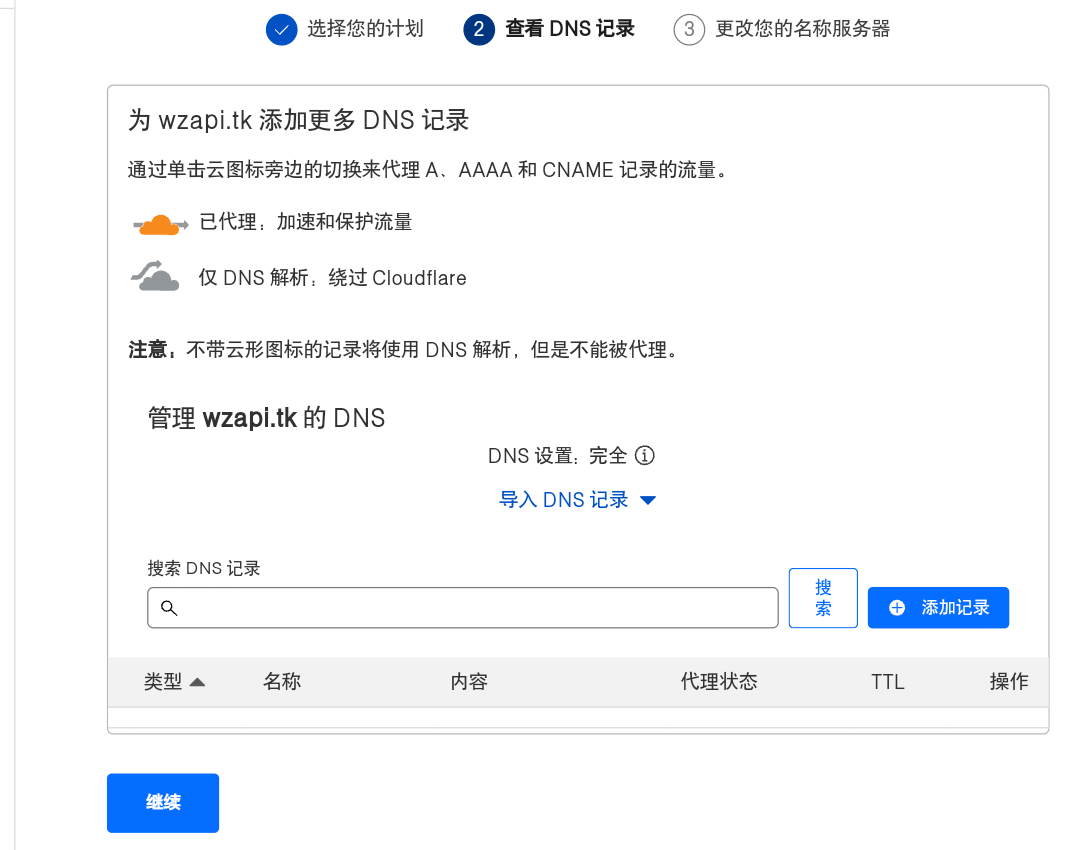 选择您的计划
2 查看 DNS 记录
3 更改您的名称服务器
为 wzapi.tk 添加更多 DNS 记录
通过单击云图标旁边的切换来代理 A、AAAA 和 CNAME 记录的流量。
已代理：加速和保护流量
仅 DNS 解析：绕过 Cloudflare
注意：不带云形图标的记录将使用 DNS 解析，但是不能被代理。
管理 wzapi.tk 的 DNS
DNS 设置：完全
导入 DNS 记录
搜索 DNS 记录
搜
索
添加记录
类型 名称 内容 代理状态 TTL 操作
继续